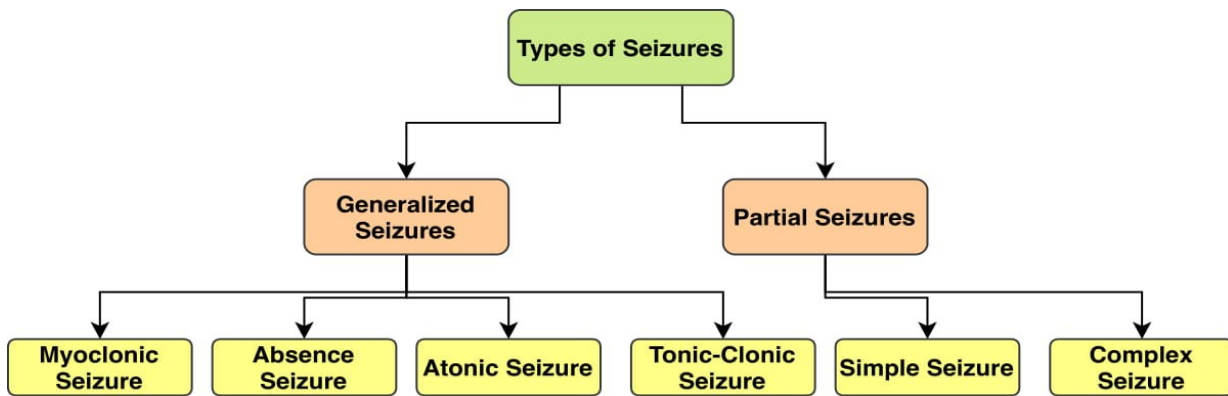 Types of Seizures
Generalized
Seizures
Partial Seizures
Myoclonic
Seizure
Absence
Seizure
Atonic Seizure
Tonic-Clonic
Seizure
Simple Seizure
Complex
Seizure